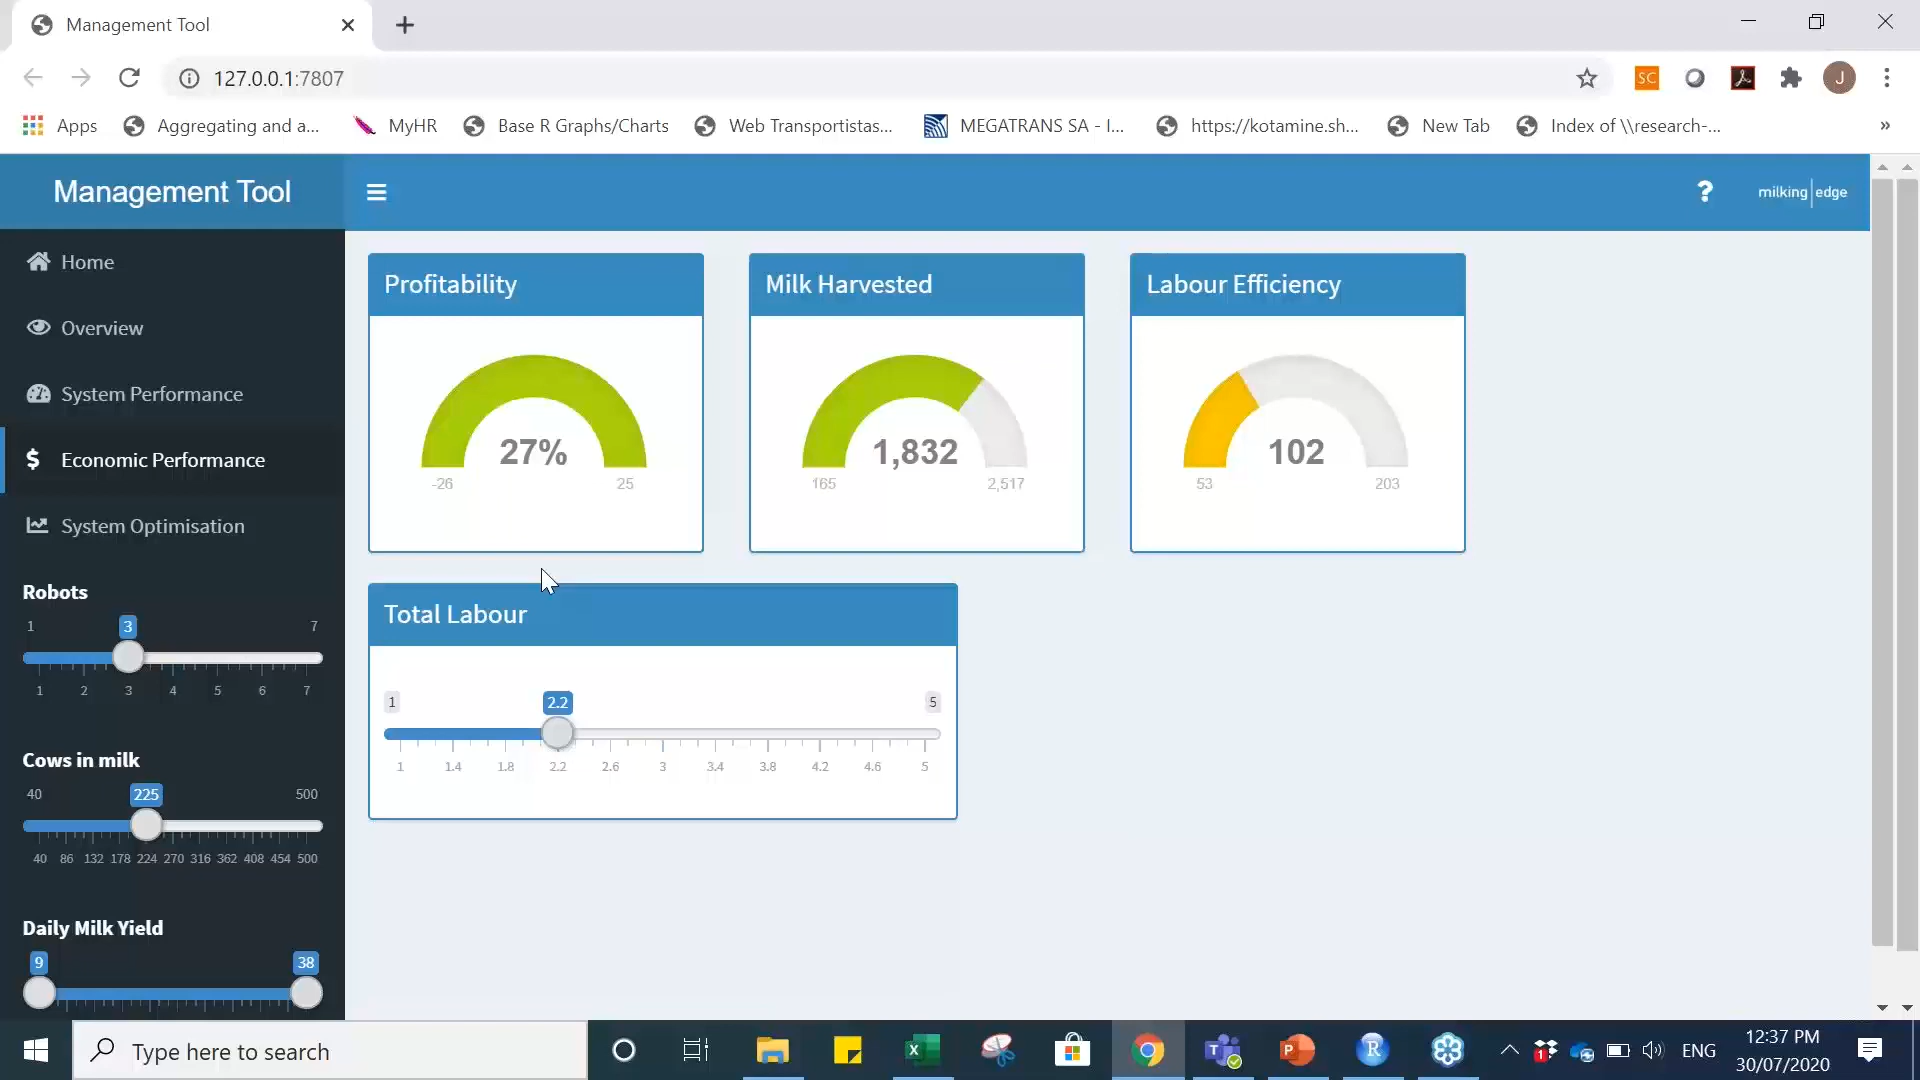 Management Tool
127.0.0.1:7807
SC
J
Apps
Aggregating and a...
MyHR
Base R Graphs/Charts
Web Transportistas...
MEGATRANS SA - I...
https://kotamine.sh...
New Tab
Index of \\research-...
»
Management Tool
?
milking edge
Home
Overview
System Performance
Economic Performance
System Optimisation
Profitability
27%
-26
25
Milk Harvested
1,832
165
2,517
Labour Efficiency
102
53
203
Total Labour
1
2.2
5
1 1.4 1.8 2.2 2.6 3 3.4 3.8 4.2 4.6 5
Robots
1 3 7
1 2 3 4 5 6 7
Cows in milk
40 225 500
40 86 132 178 224 270 316 362 408 454 500
Daily Milk Yield
9 38
Type here to search
ENG
12:37 PM
30/07/2020